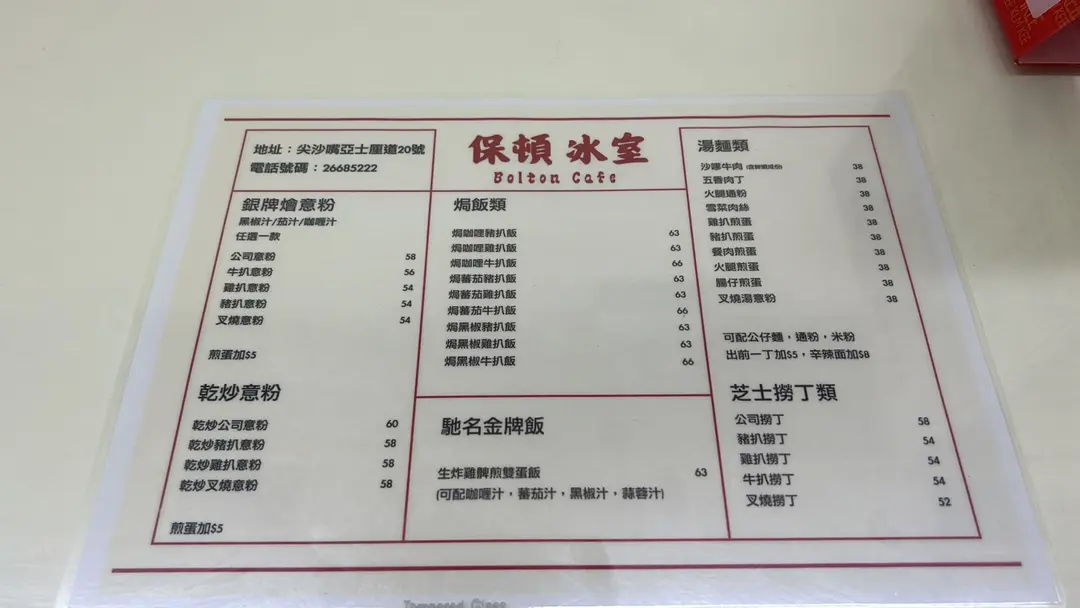 地址：尖沙嘴亞士厘道20號
電話號碼：26685222
保頓冰室
Bolton Cafe
銀牌燴意粉
黑椒汁/茄汁/咖喱汁
任選一款
公司意粉 58
牛扒意粉 56
雞扒意粉 54
豬扒意粉 54
叉燒意粉 54
煎蛋加$5
乾炒意粉
乾炒公司意粉 60
乾炒豬扒意粉 58
乾炒雞扒意粉 58
乾炒叉燒意粉 58
煎蛋加$5
焗飯類
焗咖哩豬扒飯 63
焗咖哩雞扒飯 63
焗咖哩牛扒飯 66
焗蕃茄豬扒飯 63
焗蕃茄雞扒飯 63
焗蕃茄牛扒飯 66
焗黑椒豬扒飯 63
焗黑椒雞扒飯 63
焗黑椒牛扒飯 66
馳名金牌飯
生炸雞髀煎雙蛋飯 63
(可配咖喱汁，蕃茄汁，黑椒汁，蒜蓉汁)
湯麵類
沙嗲牛肉 38
五香肉丁 38
火腿通粉 38
雪菜肉絲 38
雞扒煎蛋 38
豬扒煎蛋 38
餐肉煎蛋 38
火腿煎蛋 38
腸仔煎蛋 38
叉燒湯意粉 38
可配公仔麵，通粉，米粉
出前一丁加$5，辛辣面加$8
芝士撈丁類
公司撈丁 58
豬扒撈丁 54
雞扒撈丁 54
牛扒撈丁 54
叉燒撈丁 52
Tempered Glass